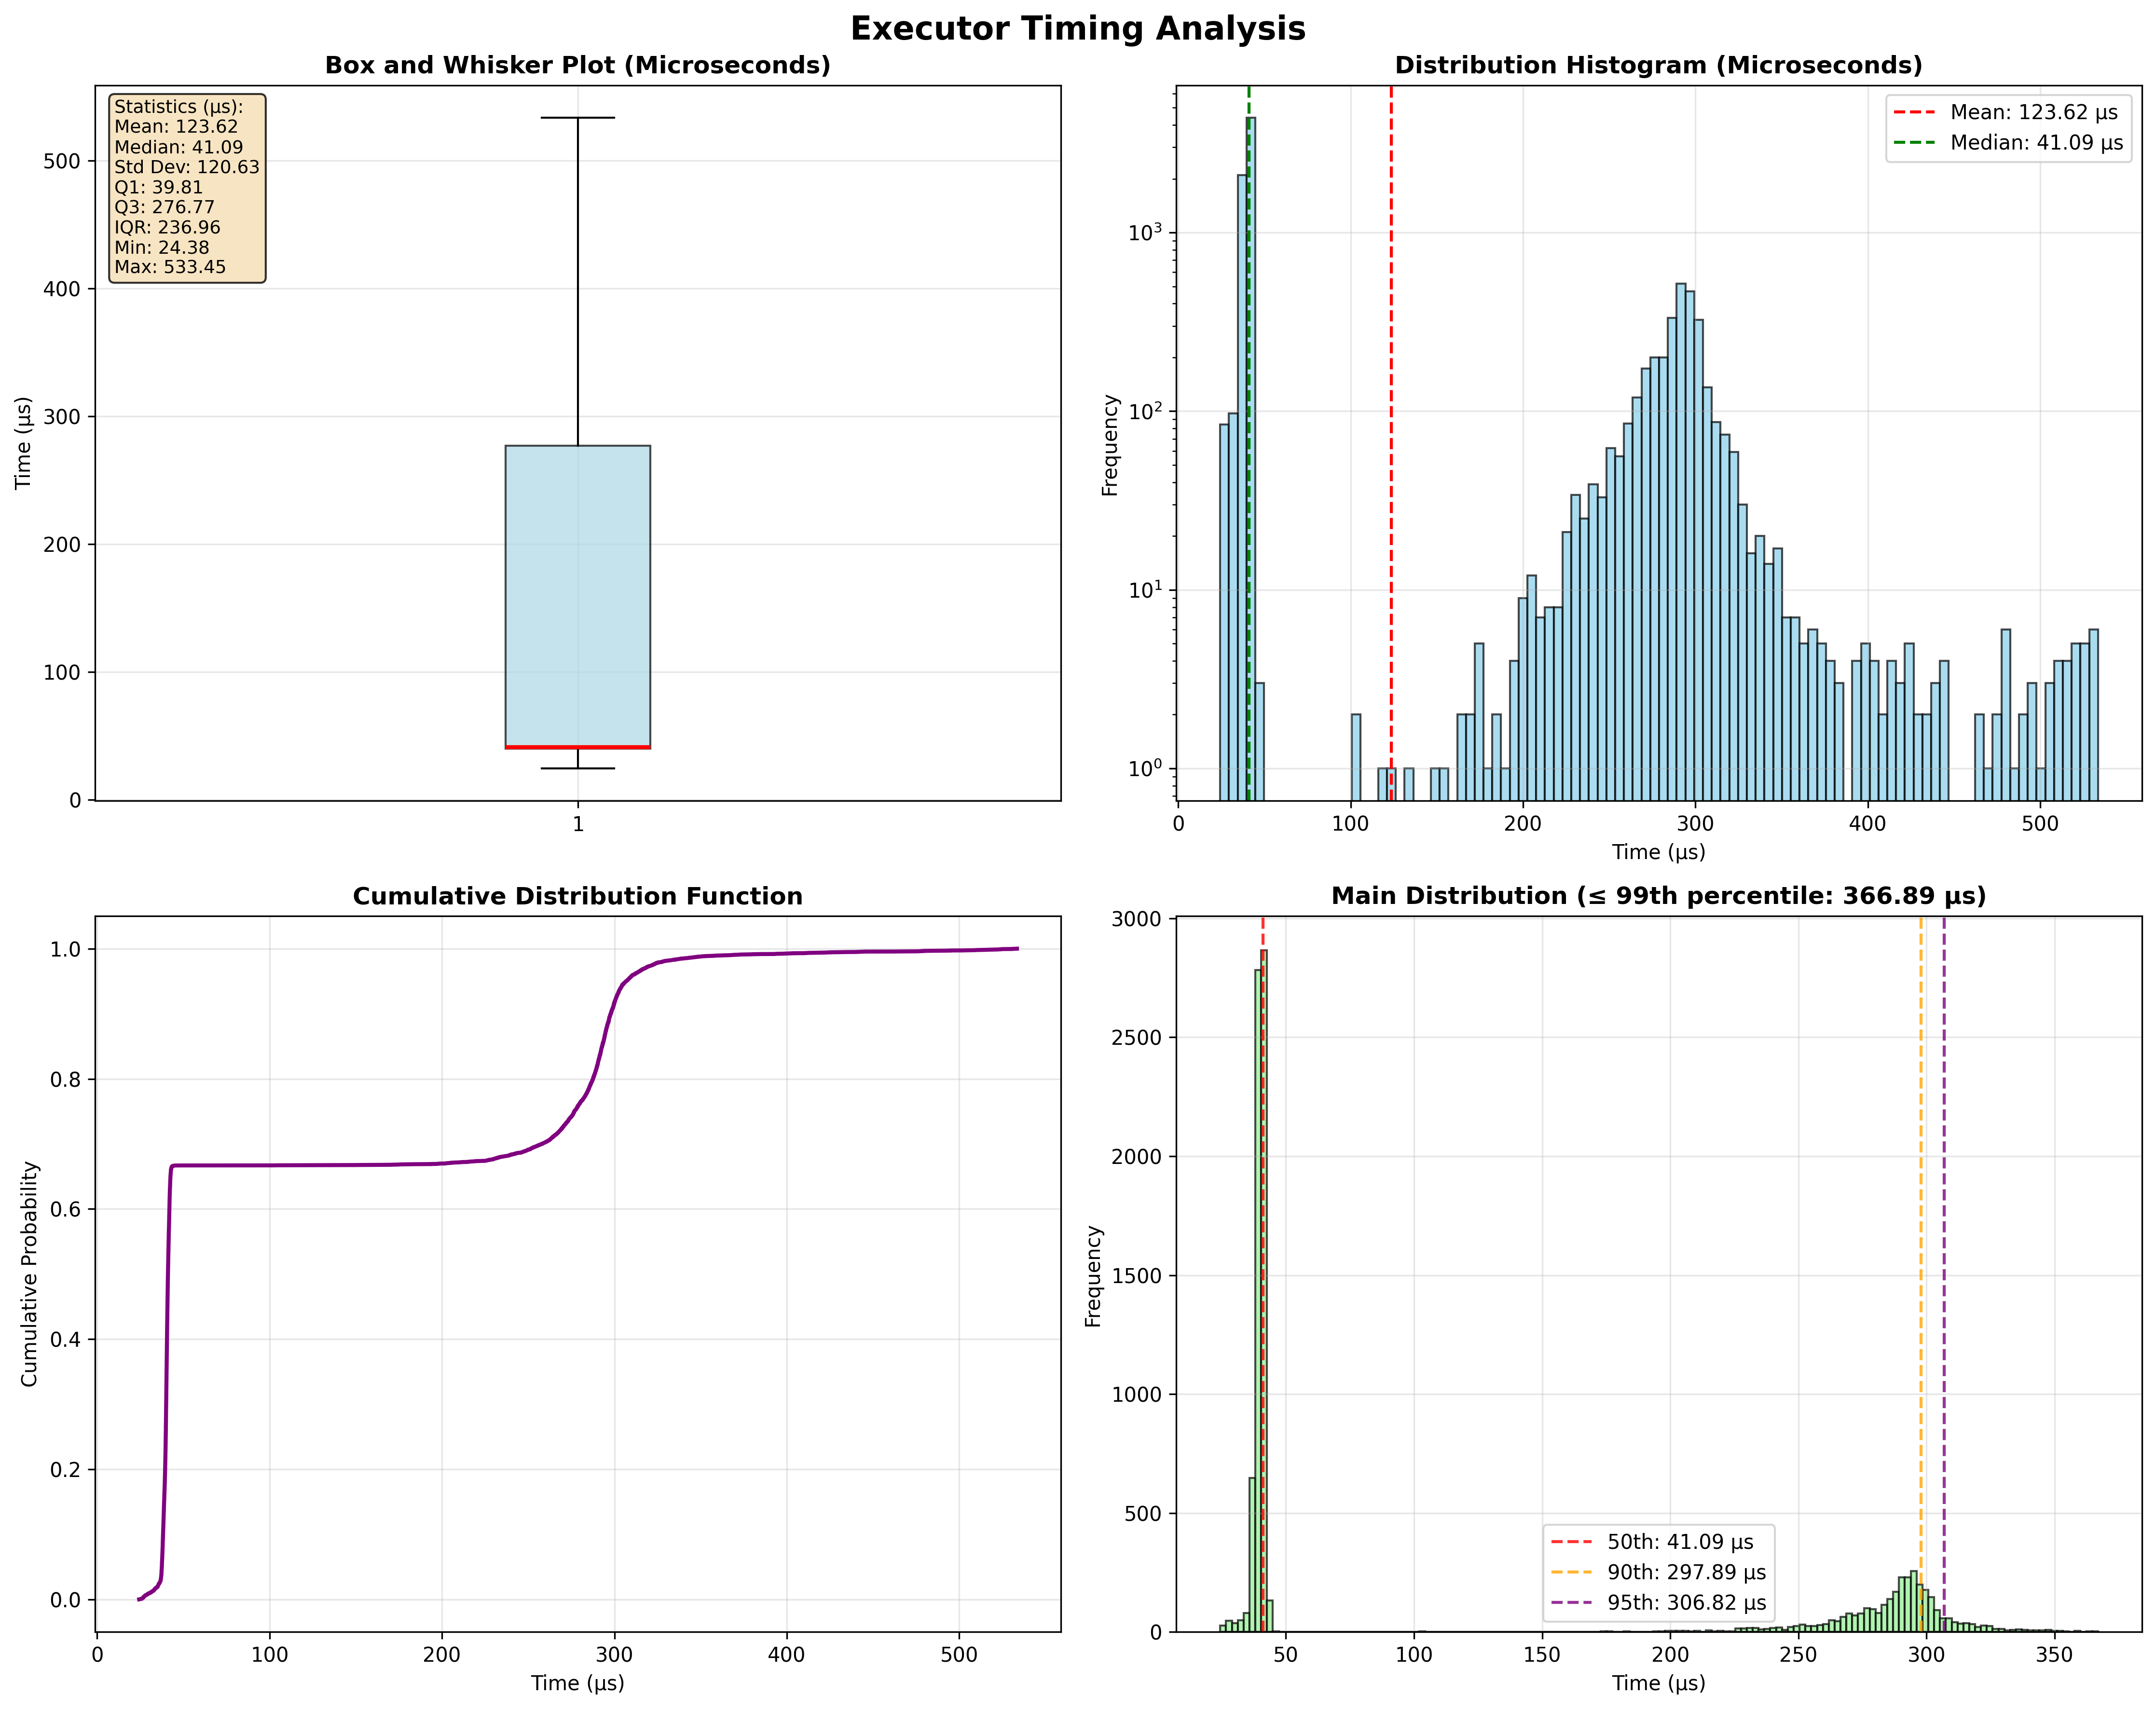 Executor Timing Analysis
Box and Whisker Plot (Microseconds)
Statistics (µs):
Mean: 123.62
Median: 41.09
Std Dev: 120.63
Q1: 39.81
Q3: 276.77
IQR: 236.96
Min: 24.38
Max: 533.45
500
400
300
200
100
0
Time (µs)
1
Distribution Histogram (Microseconds)
Mean: 123.62 µs
Median: 41.09 µs
10³
10²
10¹
10⁰
Frequency
0 100 200 300 400 500
Time (µs)
Cumulative Distribution Function
1.0
0.8
0.6
0.4
0.2
0.0
Cumulative Probability
0 100 200 300 400 500
Time (µs)
Main Distribution (≤ 99th percentile: 366.89 µs)
3000
2500
2000
1500
1000
500
0
Frequency
50th: 41.09 µs
90th: 297.89 µs
95th: 306.82 µs
50 100 150 200 250 300 350
Time (µs)